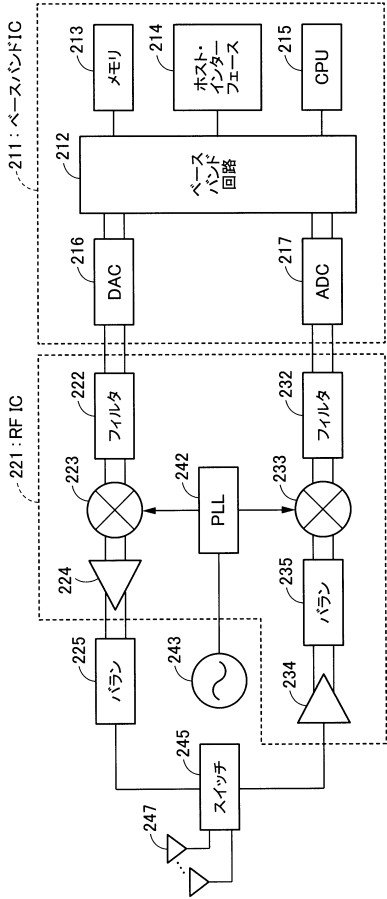 211：ベースバンドIC
213
メモリ
214
ホスト・
インター
フェース
215
CPU
212
ベース
バンド
回路
216
DAC
217
ADC
221：RF IC
222
フィルタ
232
フィルタ
223
242
PLL
233
224
235
バラン
225
バラン
243
234
245
スイッチ
247